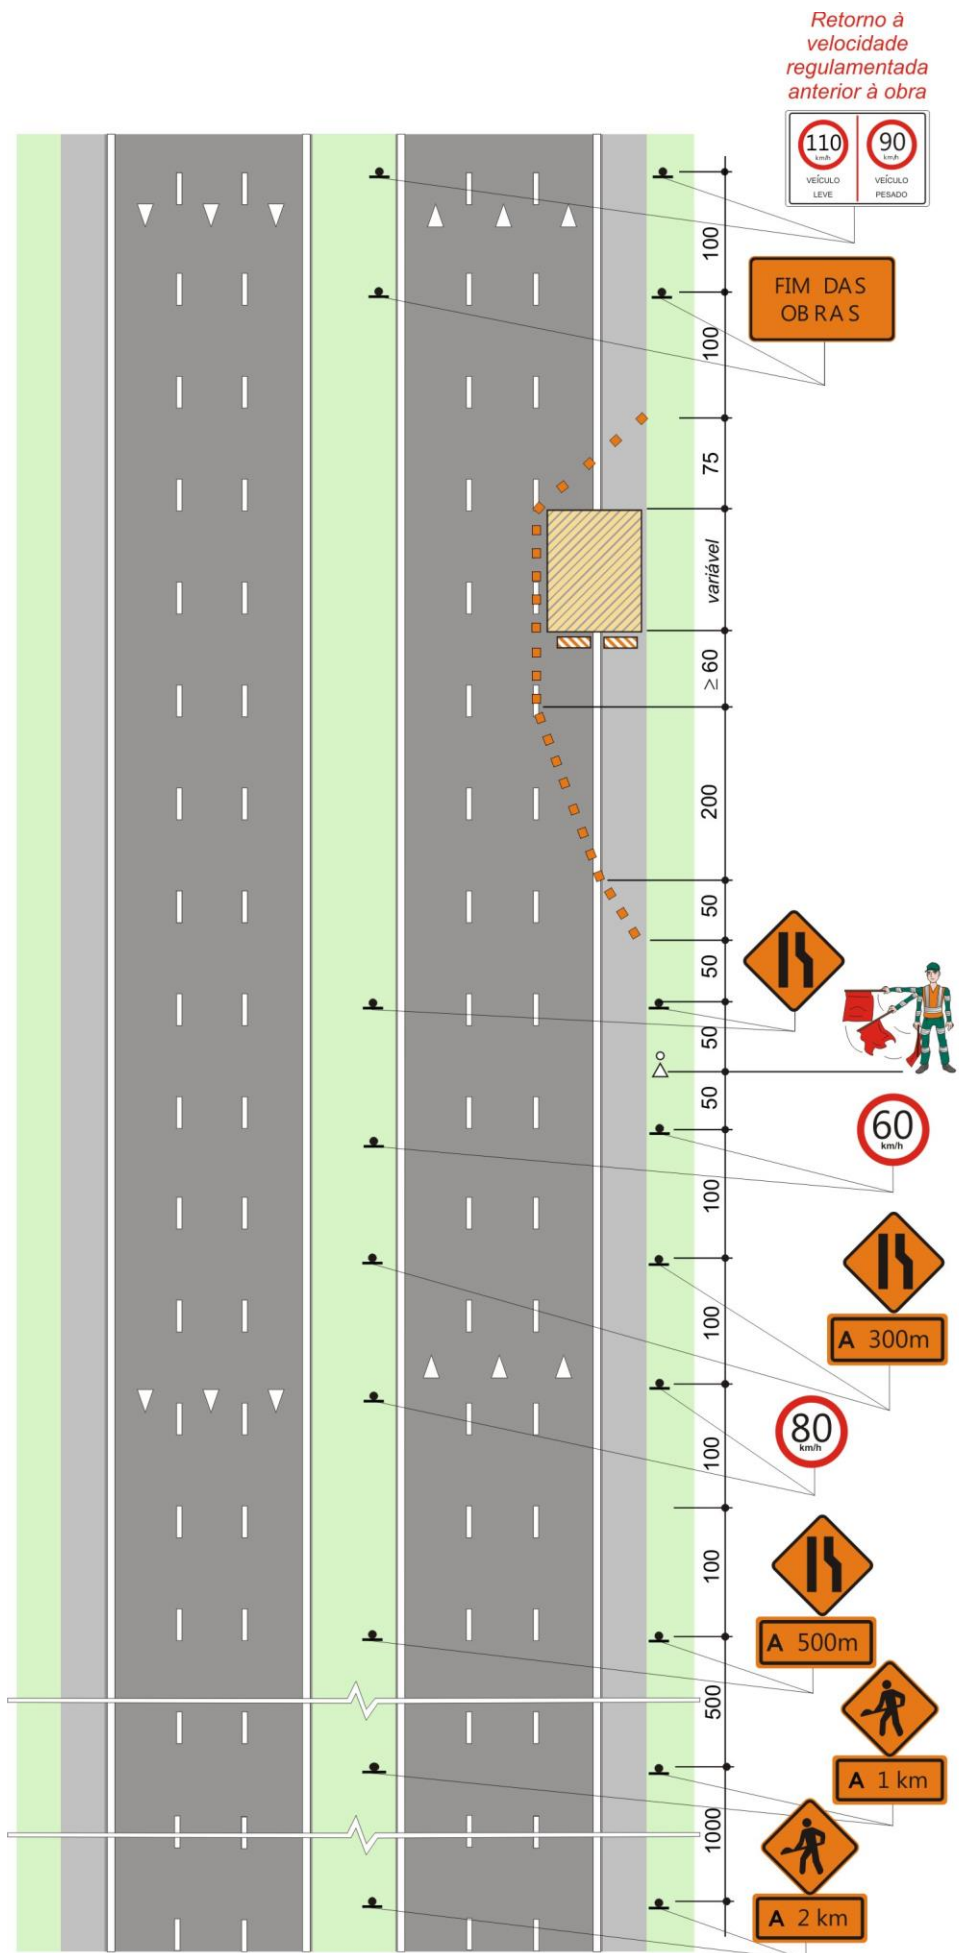 Retorno à
velocidade
regulamentada
anterior à obra
110
km/h
VEÍCULO
LEVE
90
km/h
VEÍCULO
PESADO
100
FIM DAS
OBRAS
100
75
variável
≥ 60
200
50
50
50
50
60
km/h
100
A 300m
100
80
km/h
100
100
A 500m
500
A 1 km
1000
A 2 km